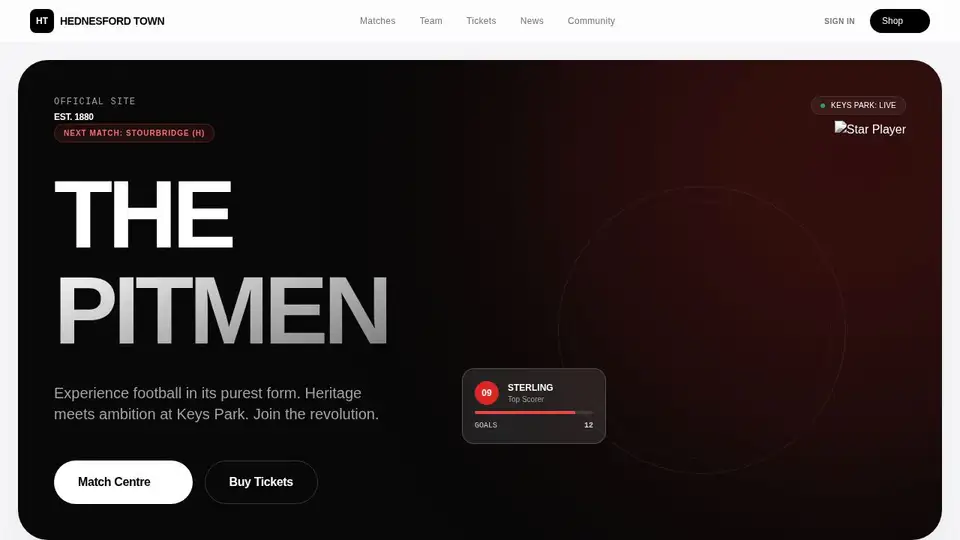 HT HEDNESFORD TOWN
Matches Team Tickets News Community
SIGN IN Shop
OFFICIAL SITE
EST. 1880
NEXT MATCH: STOURBRIDGE (H)
KEYS PARK: LIVE
Star Player
THE
PITMEN
Experience football in its purest form. Heritage
meets ambition at Keys Park. Join the revolution.
09 STERLING
Top Scorer
GOALS 12
Match Centre Buy Tickets